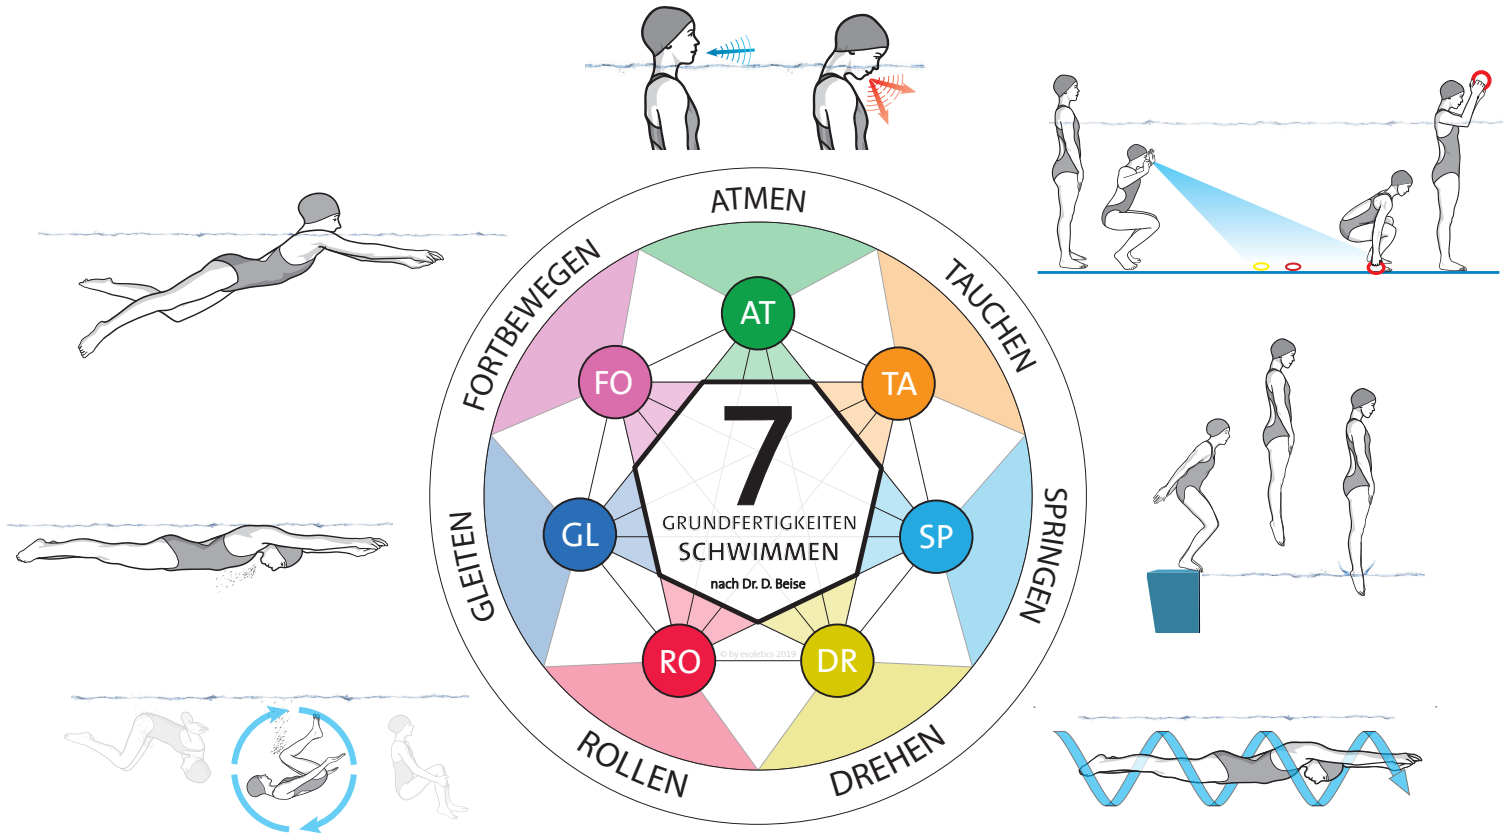 ATMEN
TAUCHEN
SPRINGEN
DREHEN
ROLLEN
GLEITEN
FORTBEWEGEN
AT
TA
SP
DR
RO
GL
FO
7
GRUNDFERTIGKEITEN
SCHWIMMEN
nach Dr. D. Beise
© by evoletics 2019